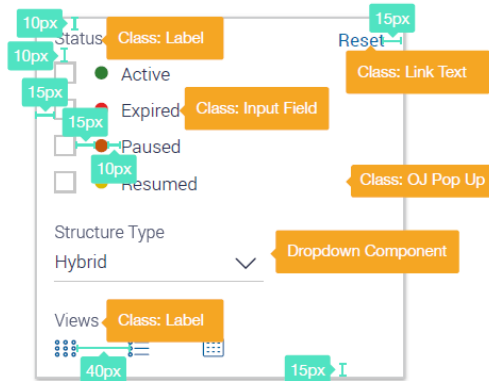 10px
15px
Status
Class: Label
Reset
10px
Active
Class: Link Text
15px
Expired
Class: Input Field
15px
Paused
10px
Resumed
Class: OJ Pop Up
Structure Type
Hybrid
Dropdown Component
Views
Class: Label
40px
15px